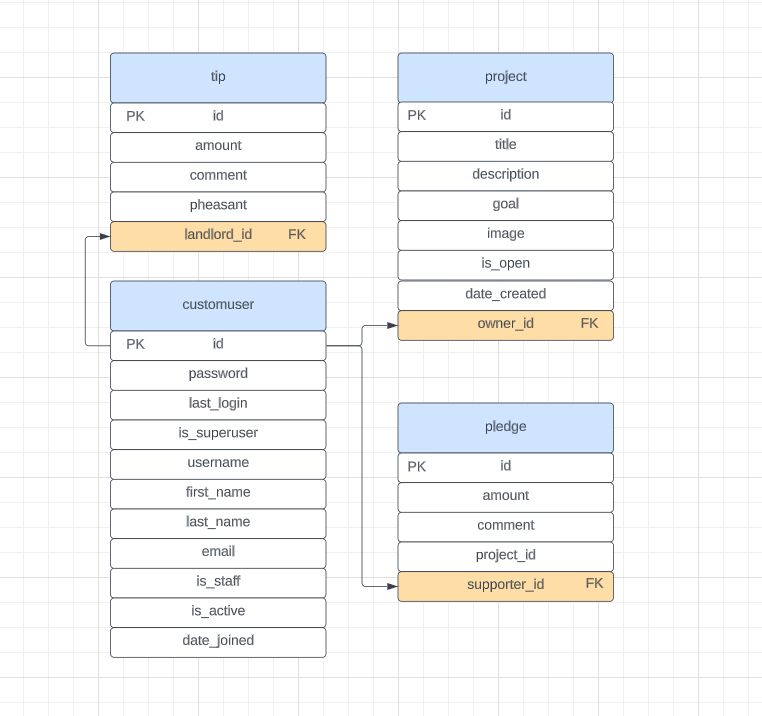 tip
PK id
amount
comment
pheasant
landlord_id FK
customuser
PK id
password
last_login
is_superuser
username
first_name
last_name
email
is_staff
is_active
date_joined
project
PK id
title
description
goal
image
is_open
date_created
owner_id FK
pledge
PK id
amount
comment
project_id
supporter_id FK